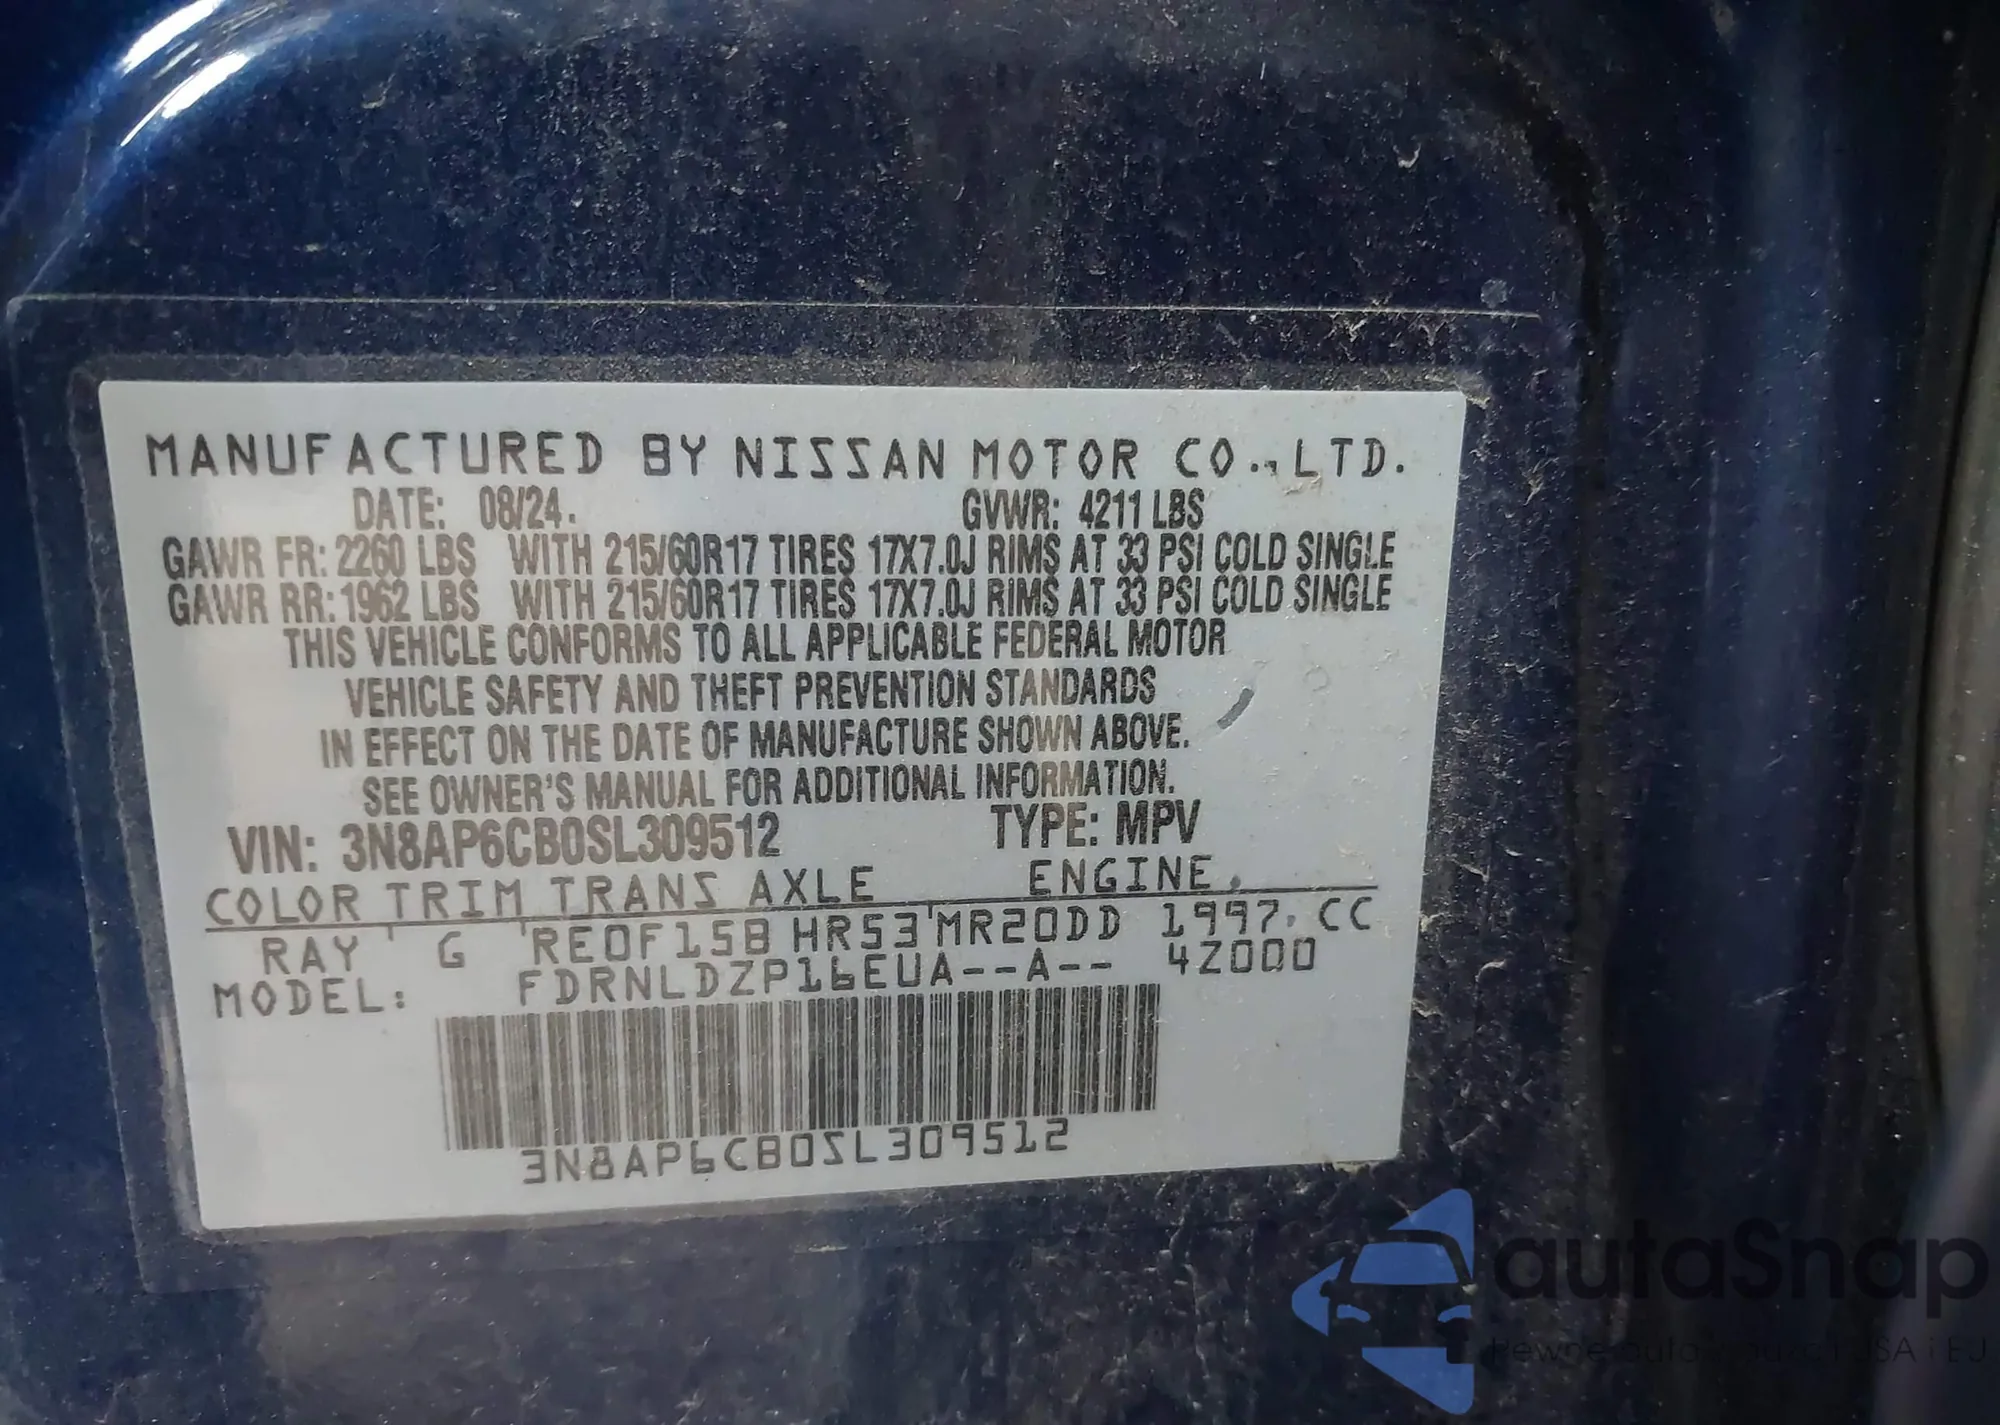 MANUFACTURED BY NISSAN MOTOR CO., LTD.
DATE: 08/24. GVWR: 4211 LBS
GAWR FR: 2260 LBS WITH 215/60R17 TIRES 17X7.0J RIMS AT 33 PSI COLD SINGLE
GAWR RR: 1962 LBS WITH 215/60R17 TIRES 17X7.0J RIMS AT 33 PSI COLD SINGLE
THIS VEHICLE CONFORMS TO ALL APPLICABLE FEDERAL MOTOR
VEHICLE SAFETY AND THEFT PREVENTION STANDARDS
IN EFFECT ON THE DATE OF MANUFACTURE SHOWN ABOVE.
SEE OWNER'S MANUAL FOR ADDITIONAL INFORMATION.
VIN: 3N8AP6CB0SL309512 TYPE: MPV
COLOR TRIM TRANS AXLE ENGINE
RAY G RE0F15B HR53 MR20DD 1997 CC
MODEL: FDRNLDZP16EUA--A-- 42000
3N8AP6CB0SL309512
autaSnap
USA i EU